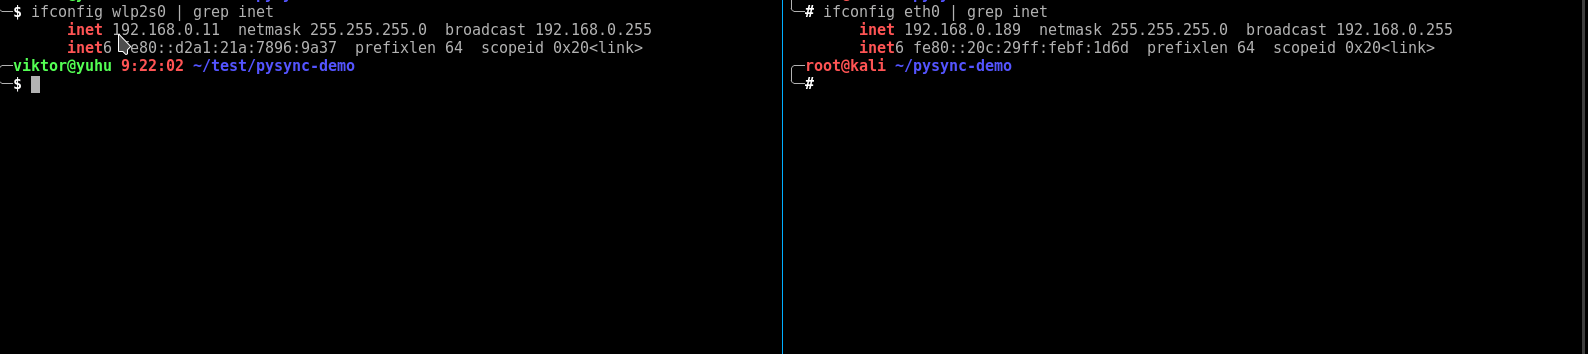 $ ifconfig wlp2s0 | grep inet
inet 192.168.0.11  netmask 255.255.255.0  broadcast 192.168.0.255
inet6 fe80::d2a1:21a:7896:9a37  prefixlen 64  scopeid 0x20<link>
viktor@yuhu 9:22:02 ~/test/pysync-demo
$
# ifconfig eth0 | grep inet
inet 192.168.0.189  netmask 255.255.255.0  broadcast 192.168.0.255
inet6 fe80::20c:29ff:febf:1d6d  prefixlen 64  scopeid 0x20<link>
root@kali ~/pysync-demo
#